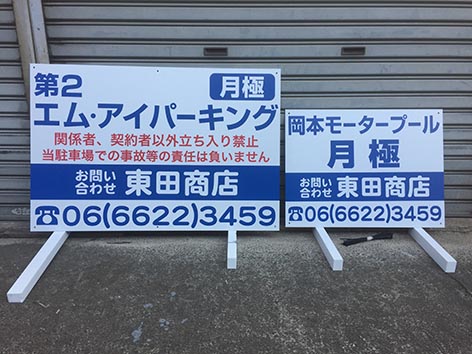 第2 月極
エム・アイパーキング
関係者、契約者以外立ち入り禁止
当駐車場での事故等の責任は負いません
お問い合わせ 東田商店
☎06(6622)3459
岡本モータープール
月極
お問い合わせ 東田商店
☎06(6622)3459